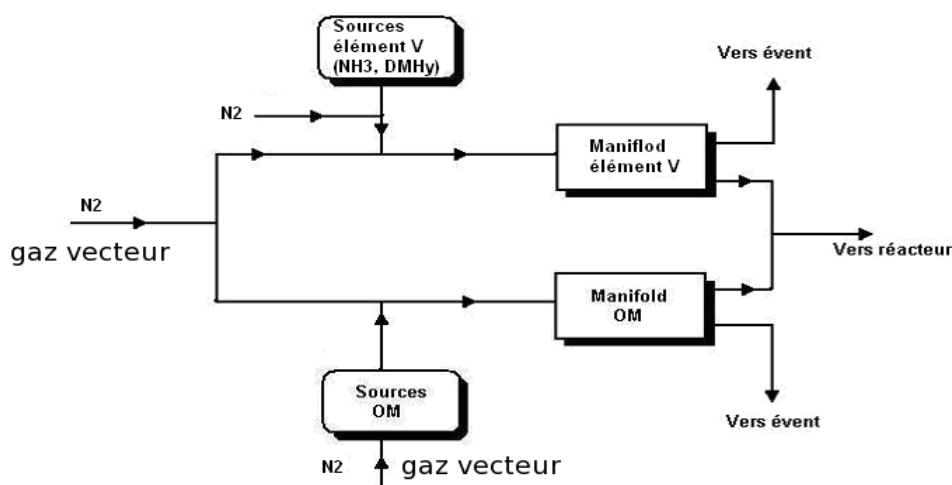 Sources
élément V
(NH3, DMHy)
Vers évent
N2
Maniflod
élément V
N2
gaz vecteur
Vers réacteur
Manifold
OM
Sources
OM
Vers évent
N2
gaz vecteur